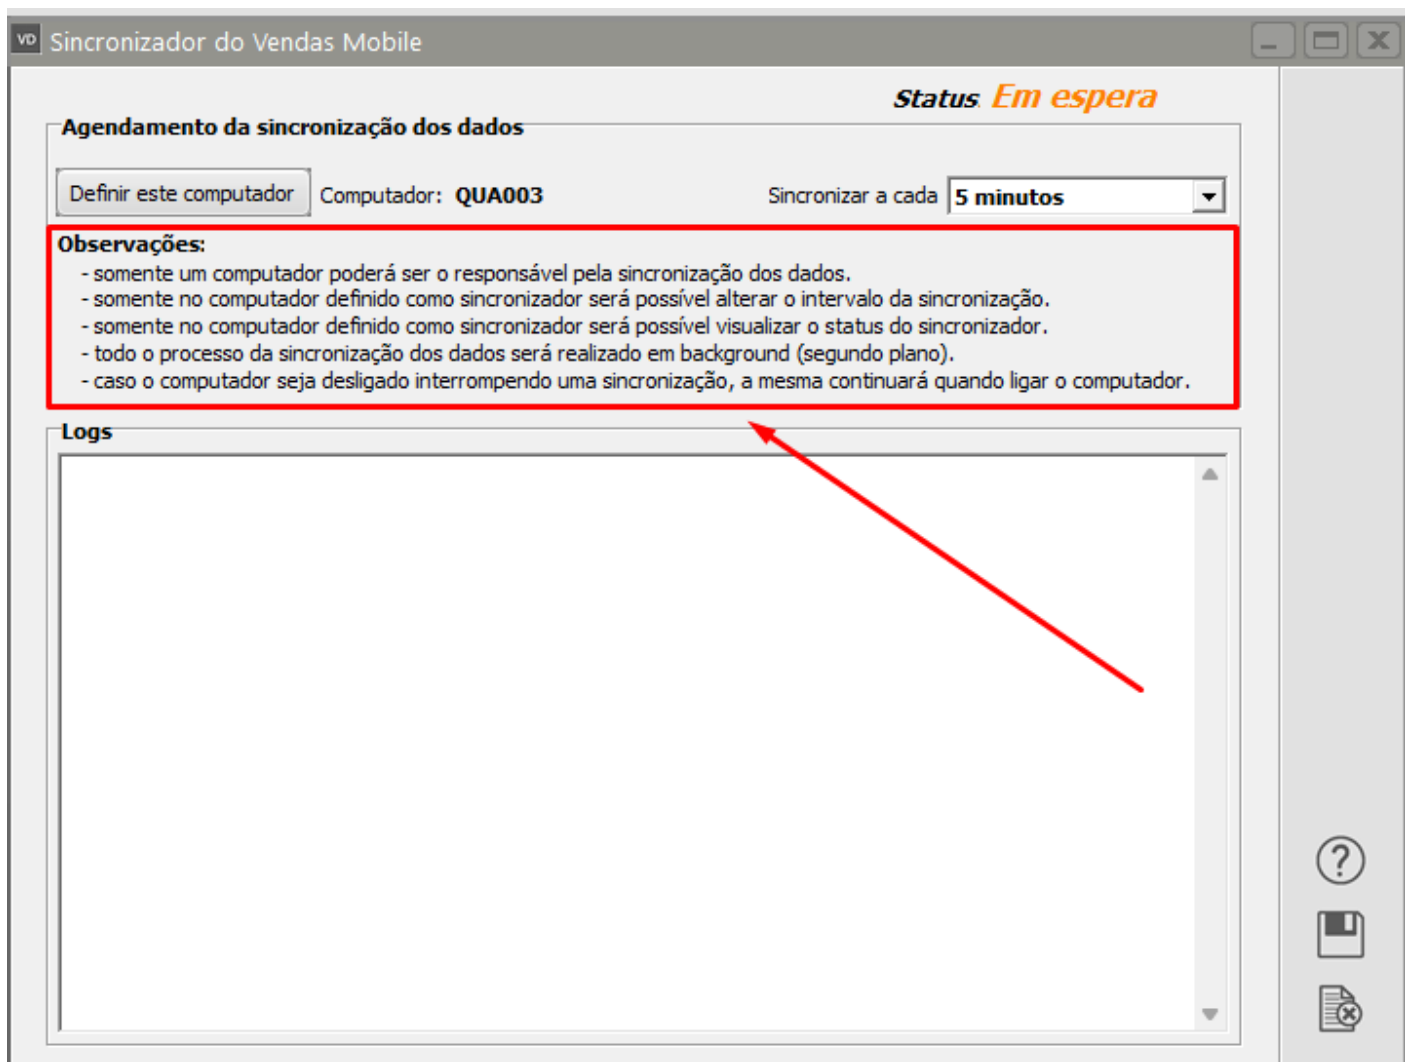 VD Sincronizador do Vendas Mobile
Status: Em espera
Agendamento da sincronização dos dados
Definir este computador Computador: QUA003 Sincronizar a cada 5 minutos
Observações:
- somente um computador poderá ser o responsável pela sincronização dos dados.
- somente no computador definido como sincronizador será possível alterar o intervalo da sincronização.
- somente no computador definido como sincronizador será possível visualizar o status do sincronizador.
- todo o processo da sincronização dos dados será realizado em background (segundo plano).
- caso o computador seja desligado interrompendo uma sincronização, a mesma continuará quando ligar o computador.
Logs